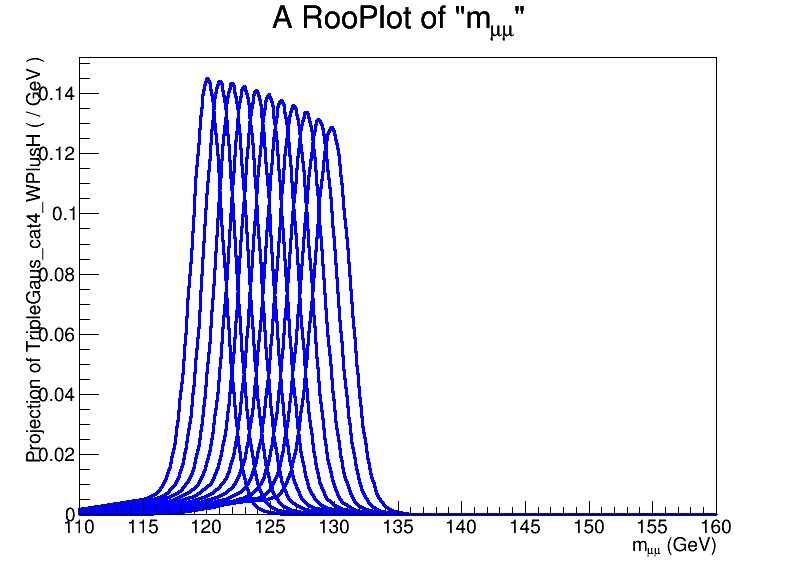 A RooPlot of "mμμ"
Projection of TripleGaus_cat4_WPlusH ( / GeV )
0.14
0.12
0.1
0.08
0.06
0.04
0.02
0
110 115 120 125 130 135 140 145 150 155 160
mμμ (GeV)